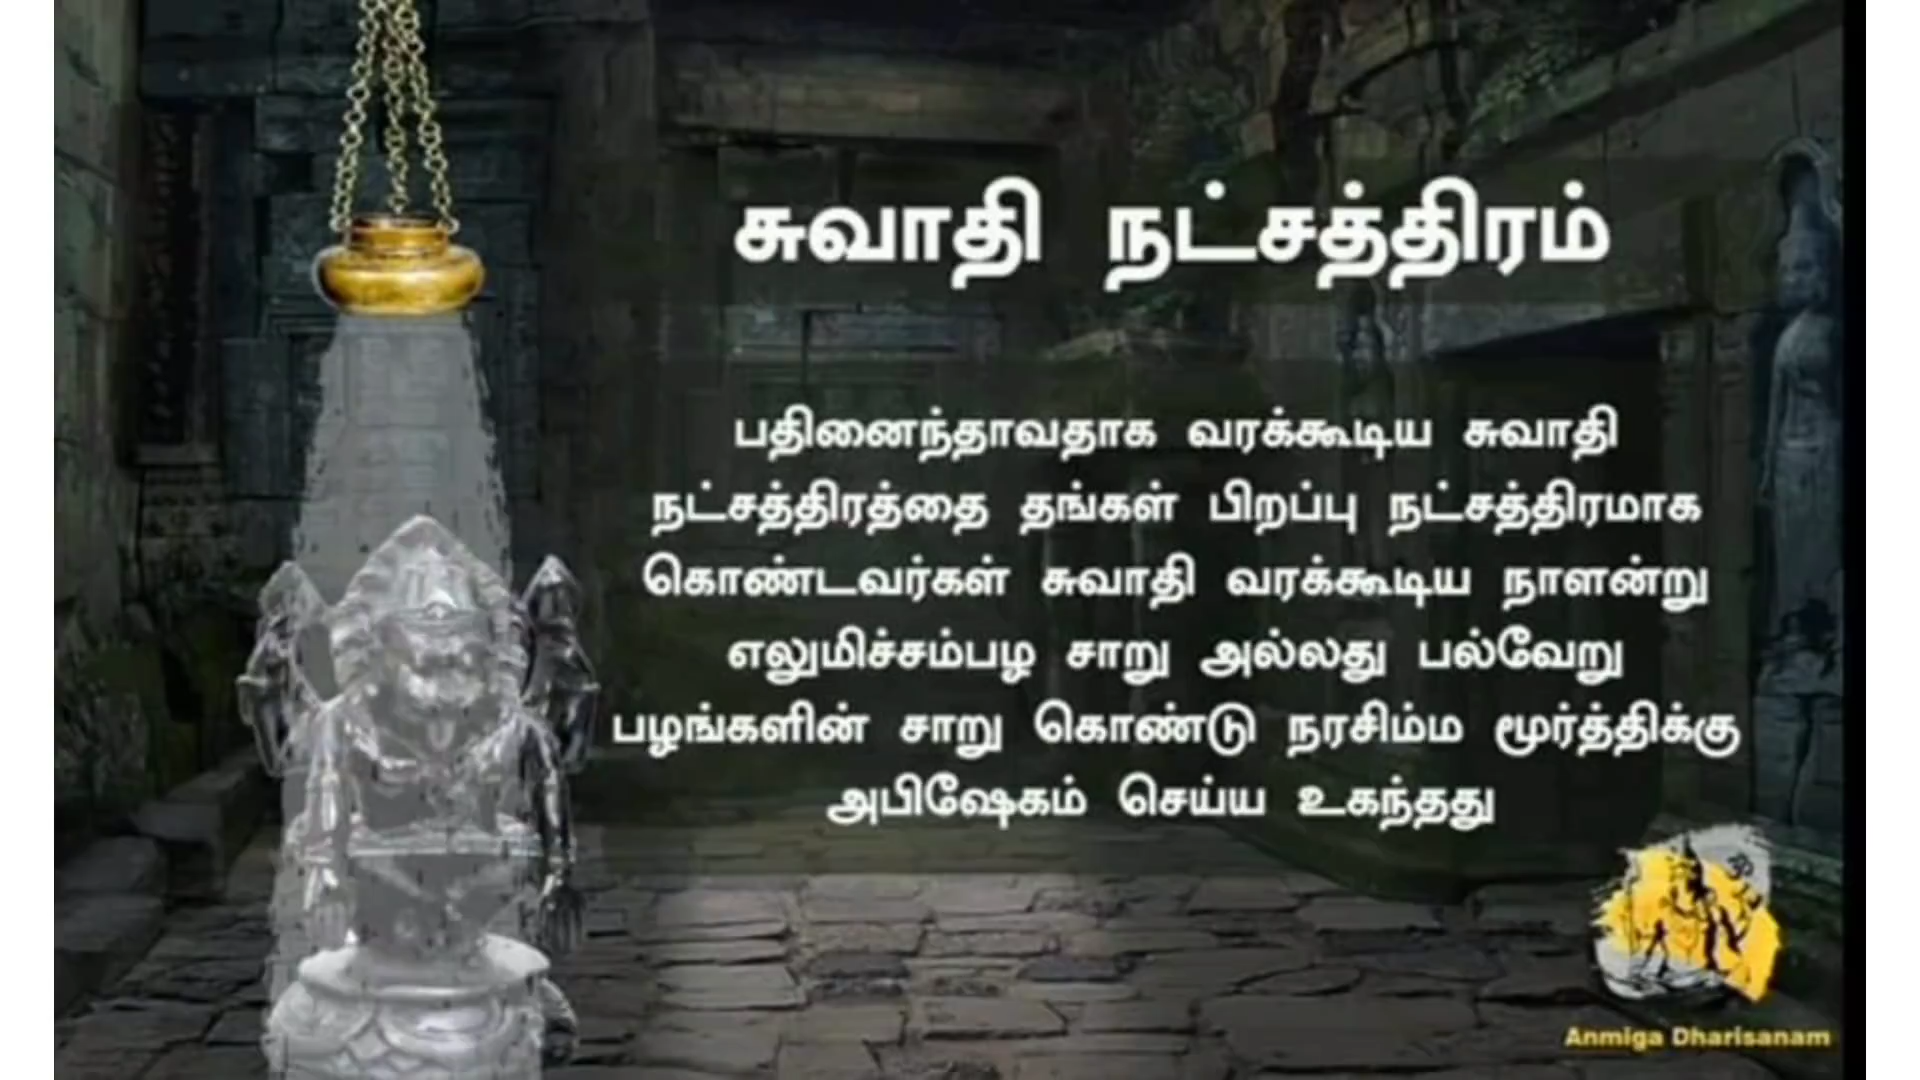 சுவாதி நட்சத்திரம்
பதினைந்தாவதாக வரக்கூடிய சுவாதி
நட்சத்திரத்தை தங்கள் பிறப்பு நட்சத்திரமாக
கொண்டவர்கள் சுவாதி வரக்கூடிய நாளன்று
எலுமிச்சம்பழ சாறு அல்லது பல்வேறு
பழங்களின் சாறு கொண்டு நரசிம்ம மூர்த்திக்கு
அபிஷேகம் செய்ய உகந்தது
Anmiga Dharisanam